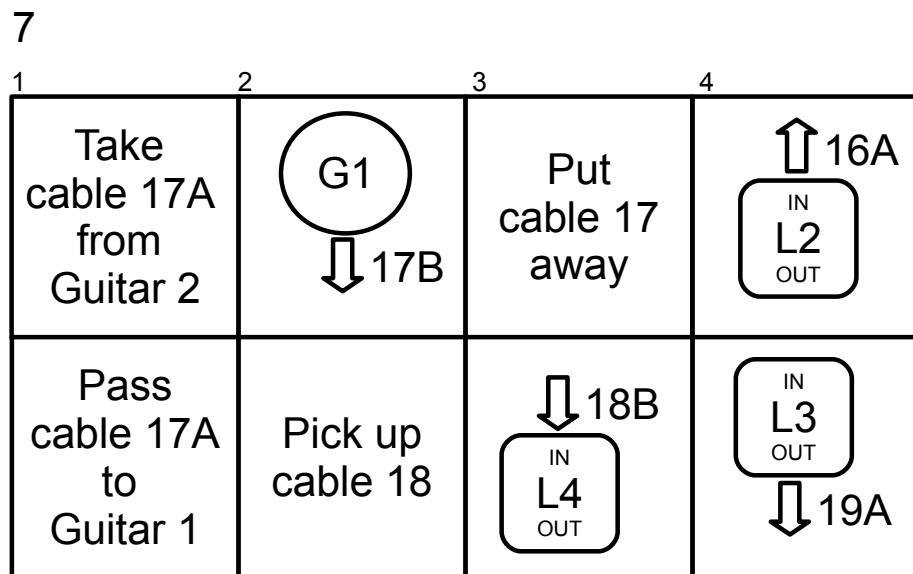 7
1 2 3 4
Take
cable 17A
from
Guitar 2
G1
17B
Put
cable 17
away
16A
IN
L2
OUT
Pass
cable 17A
to
Guitar 1
Pick up
cable 18
18B
IN
L4
OUT
IN
L3
OUT
19A